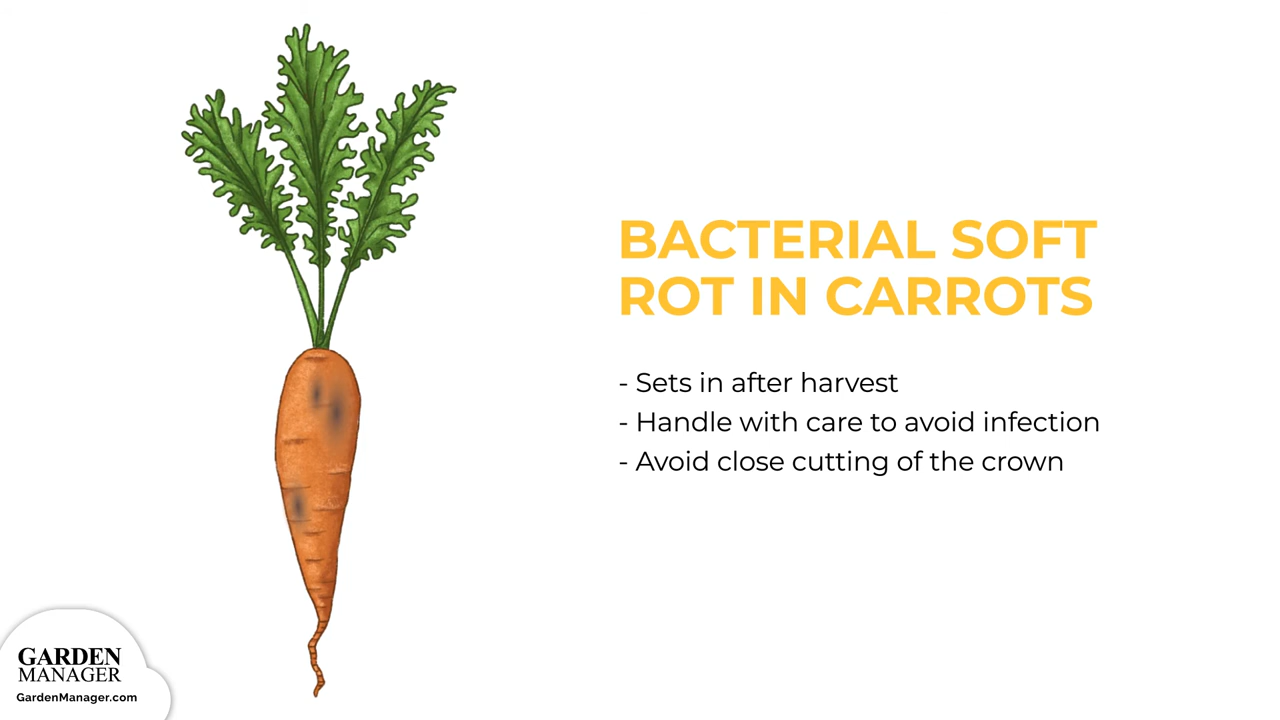 BACTERIAL SOFT
ROT IN CARROTS
- Sets in after harvest
- Handle with care to avoid infection
- Avoid close cutting of the crown
GARDEN
MANAGER
GardenManager.com